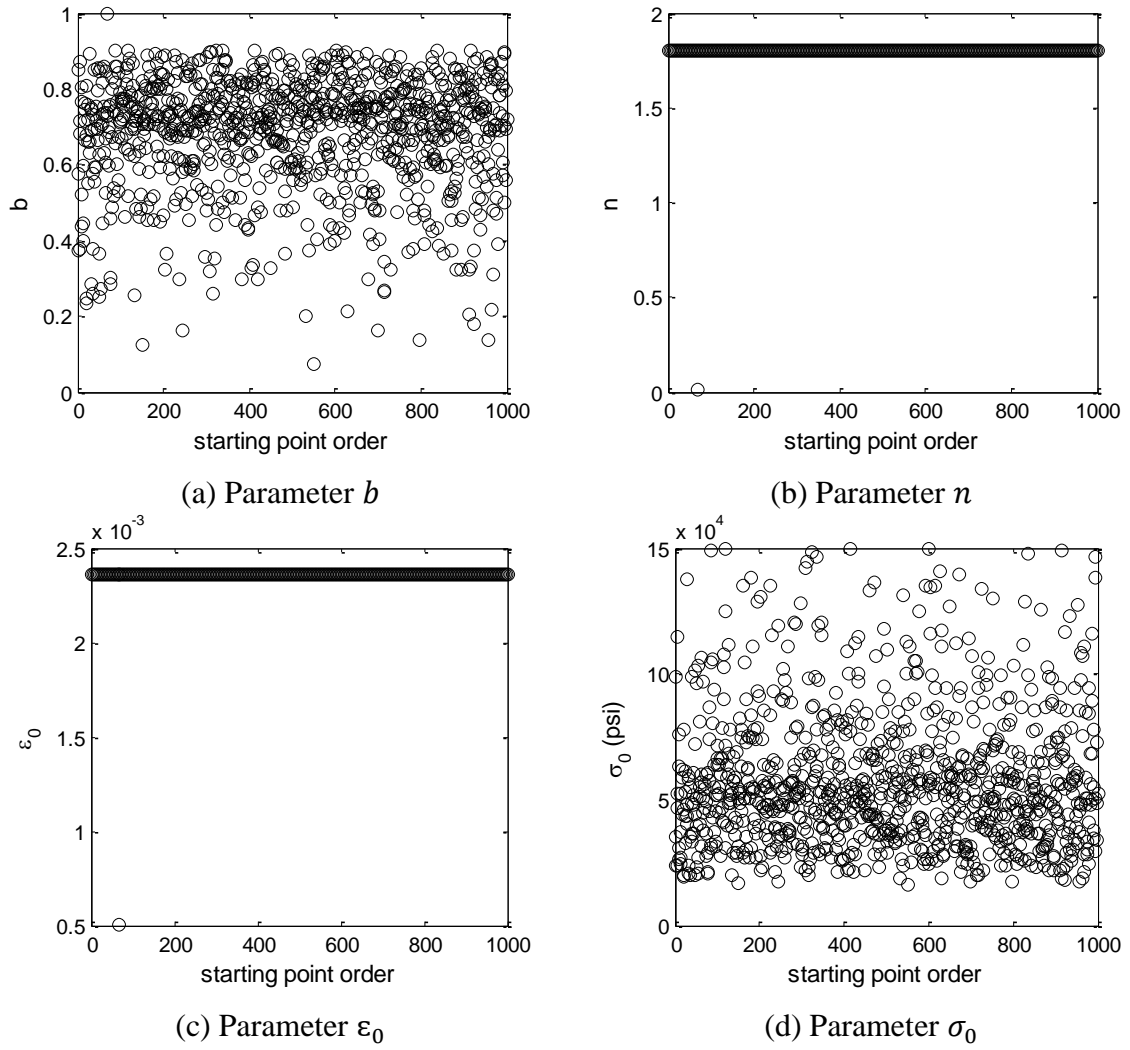 1
0.8
0.6
0.4
0.2
0
b
0 200 400 600 800 1000
starting point order
(a) Parameter b
2
1.5
1
0.5
0
n
0 200 400 600 800 1000
starting point order
(b) Parameter n
x 10^-3
2.5
2
1.5
1
0.5
ε0
0 200 400 600 800 1000
starting point order
(c) Parameter ε0
x 10^4
15
10
5
0
σ0 (psi)
0 200 400 600 800 1000
starting point order
(d) Parameter σ0